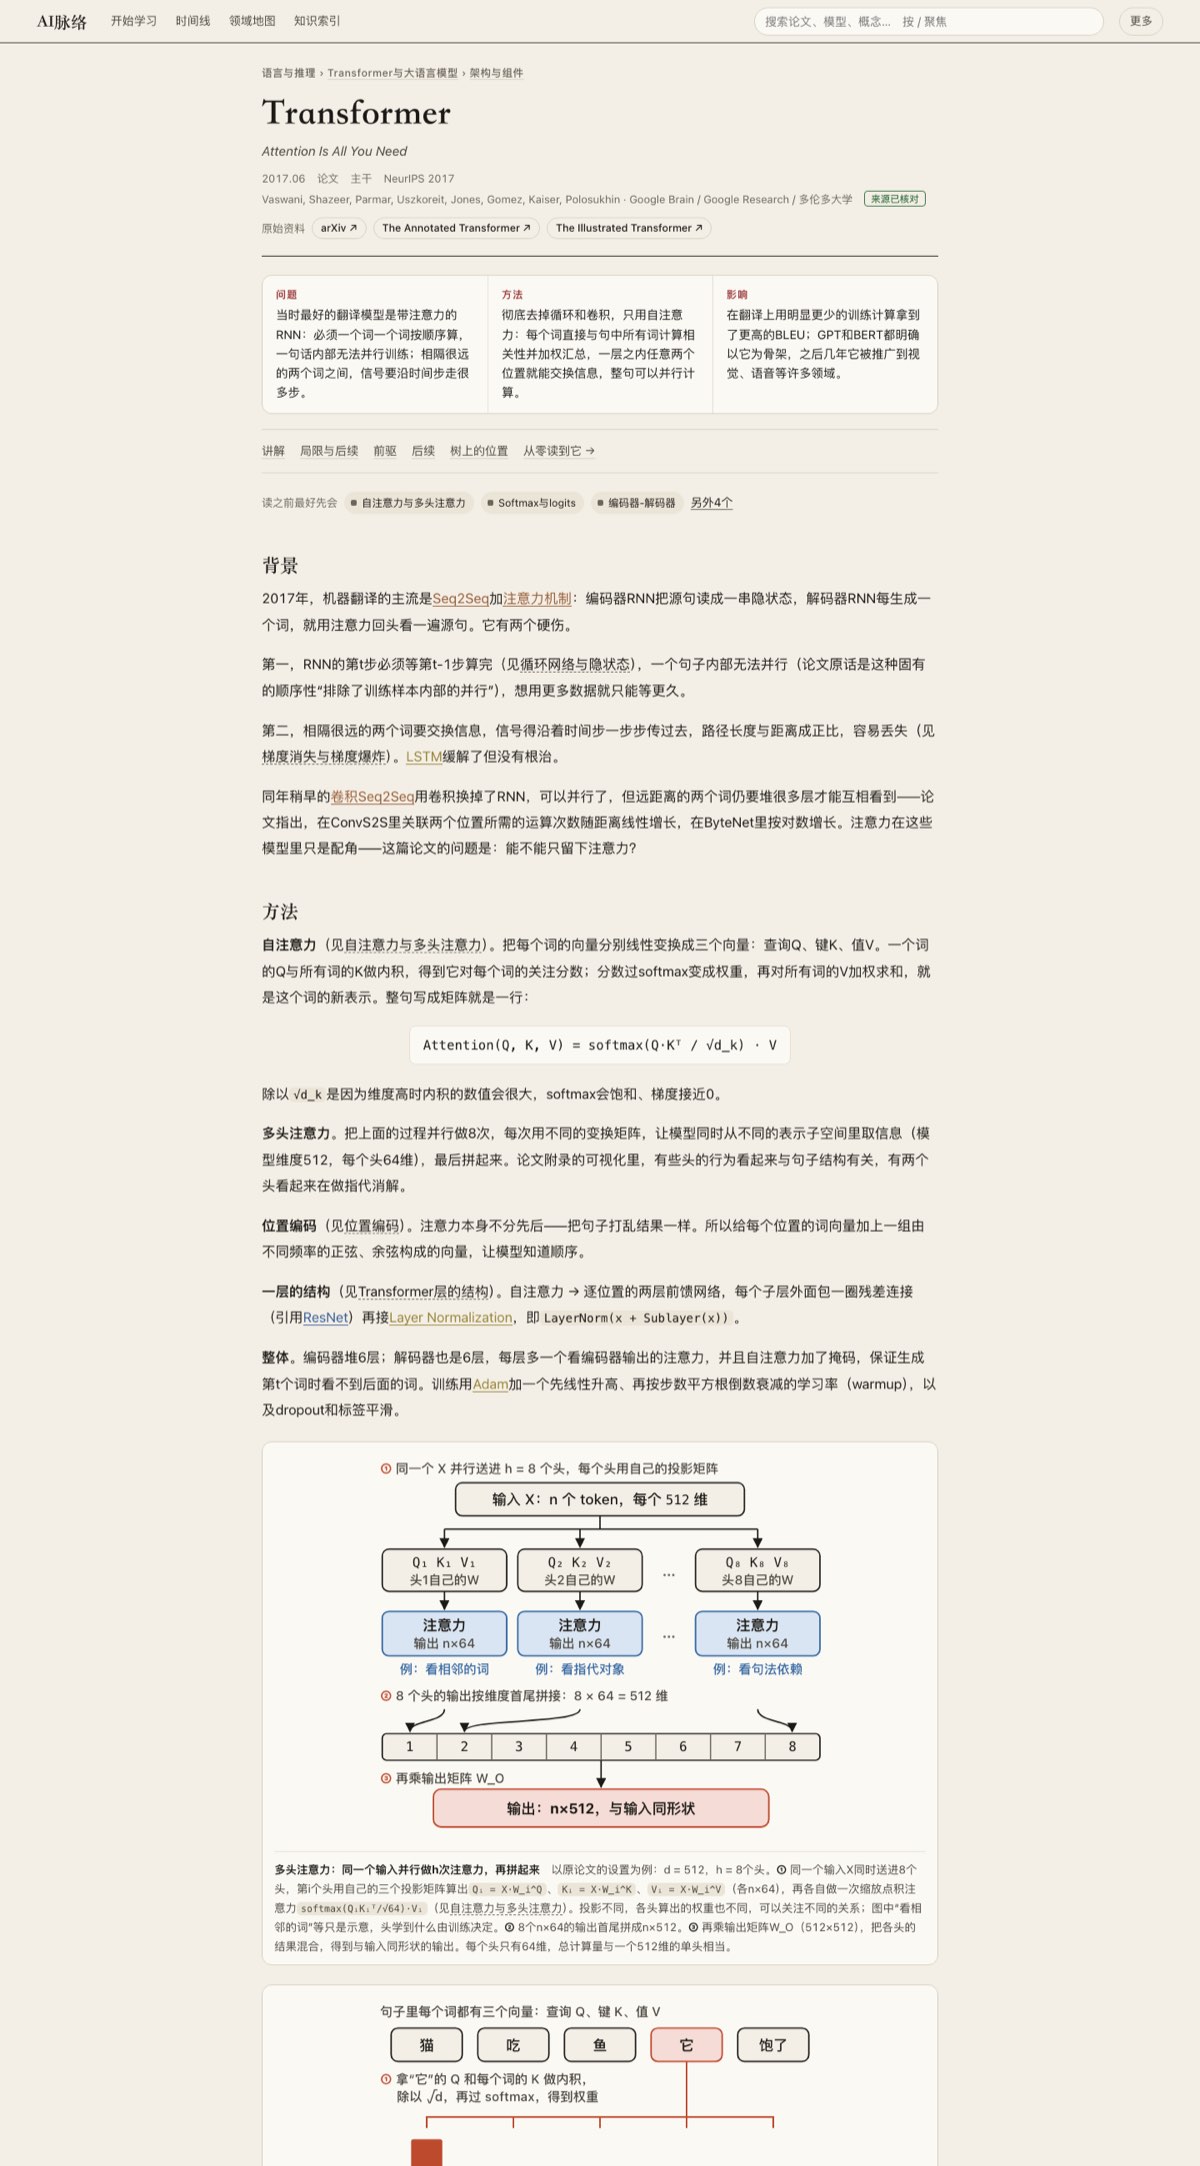 AI脉络 开始学习 时间线 领域地图 知识索引 搜索论文、模型、概念... 按 / 聚焦 更多
语言与推理 › Transformer与大语言模型 › 架构与组件
Transformer
Attention Is All You Need
2017.06 论文 主干 NeurIPS 2017
Vaswani, Shazeer, Parmar, Uszkoreit, Jones, Gomez, Kaiser, Polosukhin · Google Brain / Google Research / 多伦多大学 来源已核对
原始资料 arXiv ↗ The Annotated Transformer ↗ The Illustrated Transformer ↗
问题
当时最好的翻译模型是带注意力的
RNN：必须一个词一个词按顺序算，
一句话内部无法并行训练；相隔很远
的两个词之间，信号要沿时间步走很
多步。
方法
彻底去掉循环和卷积，只用自注意
力：每个词直接与句中所有词计算相
关性并加权汇总，一层之内任意两个
位置就能交换信息，整句可以并行计
算。
影响
在翻译上用明显更少的训练计算拿到
了更高的BLEU；GPT和BERT都明确
以它为骨架，之后几年它被推广到视
觉、语音等许多领域。
讲解 局限与后续 前驱 后续 树上的位置 从零读到它 →
读之前最好先会 自注意力与多头注意力 Softmax与logits 编码器-解码器 另外4个
背景
2017年，机器翻译的主流是Seq2Seq加注意力机制：编码器RNN把源句读成一串隐状态，解码器RNN每生成一
个词，就用注意力回头看一遍源句。它有两个硬伤。
第一，RNN的第t步必须等第t-1步算完（见循环网络与隐状态），一个句子内部无法并行（论文原话是这种固有
的顺序性“排除了训练样本内部的并行”），想用更多数据就只能等更久。
第二，相隔很远的两个词要交换信息，信号得沿着时间步一步步传过去，路径长度与距离成正比，容易丢失（见
梯度消失与梯度爆炸）。LSTM缓解了但没有根治。
同年稍早的卷积Seq2Seq用卷积换掉了RNN，可以并行了，但远距离的两个词仍要堆很多层才能互相看到——论
文指出，在ConvS2S里关联两个位置所需的运算次数随距离线性增长，在ByteNet里按对数增长。注意力在这些
模型里只是配角——这篇论文的问题是：能不能只留下注意力？
方法
自注意力（见自注意力与多头注意力）。把每个词的向量分别线性变换成三个向量：查询Q、键K、值V。一个词
的Q与所有词的K做内积，得到它对每个词的关注分数；分数过softmax变成权重，再对所有词的V加权求和，就
是这个词的新表示。整句写成矩阵就是一行：
Attention(Q, K, V) = softmax(Q·Kᵀ / √d_k) · V
除以 √d_k 是因为维度高时内积的数值会很大，softmax会饱和、梯度接近0。
多头注意力。把上面的过程并行做8次，每次用不同的变换矩阵，让模型同时从不同的表示子空间里取信息（模
型维度512，每个头64维），最后拼起来。论文附录的可视化里，有些头的行为看起来与句子结构有关，有两个
头看起来在做指代消解。
位置编码（见位置编码）。注意力本身不分先后——把句子打乱结果一样。所以给每个位置的词向量加上一组由
不同频率的正弦、余弦构成的向量，让模型知道顺序。
一层的结构（见Transformer层的结构）。自注意力 → 逐位置的两层前馈网络，每个子层外面包一圈残差连接
（引用ResNet）再接Layer Normalization，即 LayerNorm(x + Sublayer(x)) 。
整体。编码器堆6层；解码器也是6层，每层多一个看编码器输出的注意力，并且自注意力加了掩码，保证生成
第t个词时看不到后面的词。训练用Adam加一个先线性升高、再按步数平方根倒数衰减的学习率（warmup），以
及dropout和标签平滑。
① 同一个 X 并行送进 h = 8 个头，每个头用自己的投影矩阵
输入 X：n 个 token，每个 512 维
Q₁ K₁ V₁ Q₂ K₂ V₂ Q₈ K₈ V₈
头1自己的W 头2自己的W ... 头8自己的W
注意力 注意力 注意力
输出 n×64 输出 n×64 ... 输出 n×64
例：看相邻的词 例：看指代对象 例：看句法依赖
② 8 个头的输出按维度首尾拼接：8 × 64 = 512 维
1 2 3 4 5 6 7 8
③ 再乘输出矩阵 W_O
输出：n×512，与输入同形状
多头注意力：同一个输入并行做h次注意力，再拼起来 以原论文的设置为例：d = 512，h = 8个头。❶ 同一个输入X同时送进8个
头，第i个头用自己的三个投影矩阵算出 Qᵢ = X·W_i^Q 、 Kᵢ = X·W_i^K 、 Vᵢ = X·W_i^V （各n×64），再各自做一次缩放点积注
意力 softmax(QᵢKᵢᵀ/√64)·Vᵢ （见自注意力与多头注意力）。投影不同，各头算出的权重也不同，可以关注不同的关系；图中“看相
邻的词”等只是示意，头学到什么由训练决定。❷ 8个n×64的输出首尾拼成n×512。❸ 再乘输出矩阵W_O（512×512），把各头的
结果混合，得到与输入同形状的输出。每个头只有64维，总计算量与一个512维的单头相当。
句子里每个词都有三个向量：查询 Q、键 K、值 V
猫 吃 鱼 它 饱了
① 拿“它”的 Q 和每个词的 K 做内积，
除以 √d，再过 softmax，得到权重